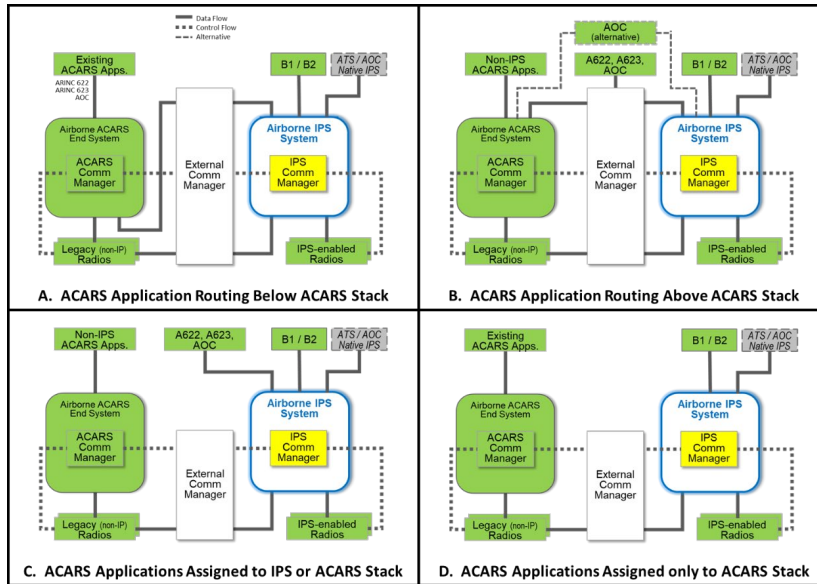 Data Flow
Control Flow
Alternative
Existing
ACARS Apps.
ARINC 622
ARINC 623
AOC
B1 / B2
ATS / AOC
Native IPS
Airborne ACARS
End System
ACARS
Comm
Manager
External
Comm
Manager
Airborne IPS
System
IPS
Comm
Manager
Legacy (non-IP)
Radios
IPS-enabled
Radios
A. ACARS Application Routing Below ACARS Stack
AOC
(alternative)
Non-IPS
ACARS Apps.
A622, A623,
AOC
B1 / B2
ATS / AOC
Native IPS
Airborne ACARS
End System
ACARS
Comm
Manager
External
Comm
Manager
Airborne IPS
System
IPS
Comm
Manager
Legacy (non-IP)
Radios
IPS-enabled
Radios
B. ACARS Application Routing Above ACARS Stack
Non-IPS
ACARS Apps.
A622, A623,
AOC
B1 / B2
ATS / AOC
Native IPS
Airborne ACARS
End System
ACARS
Comm
Manager
External
Comm
Manager
Airborne IPS
System
IPS
Comm
Manager
Legacy (non-IP)
Radios
IPS-enabled
Radios
C. ACARS Applications Assigned to IPS or ACARS Stack
Existing
ACARS Apps.
B1 / B2
ATS / AOC
Native IPS
Airborne ACARS
End System
ACARS
Comm
Manager
External
Comm
Manager
Airborne IPS
System
IPS
Comm
Manager
Legacy (non-IP)
Radios
IPS-enabled
Radios
D. ACARS Applications Assigned only to ACARS Stack